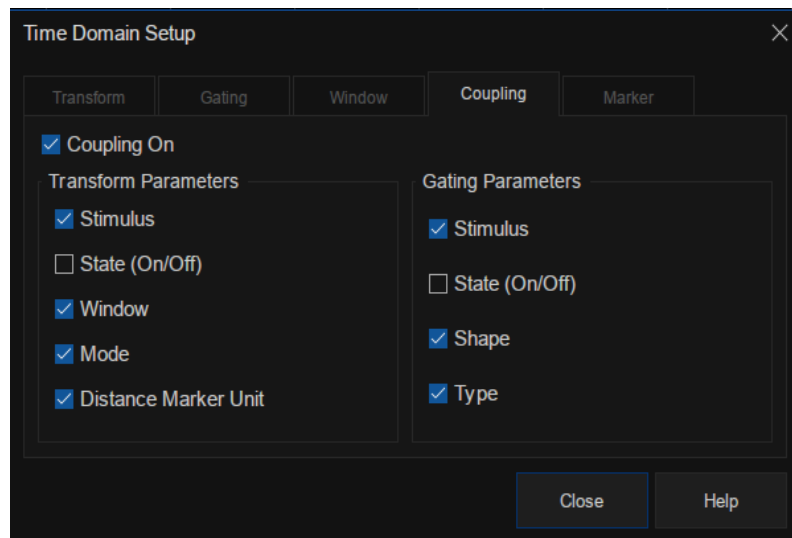 Time Domain Setup
Transform
Gating
Window
Coupling
Marker
Coupling On
Transform Parameters
Stimulus
State (On/Off)
Window
Mode
Distance Marker Unit
Gating Parameters
Stimulus
State (On/Off)
Shape
Type
Close
Help